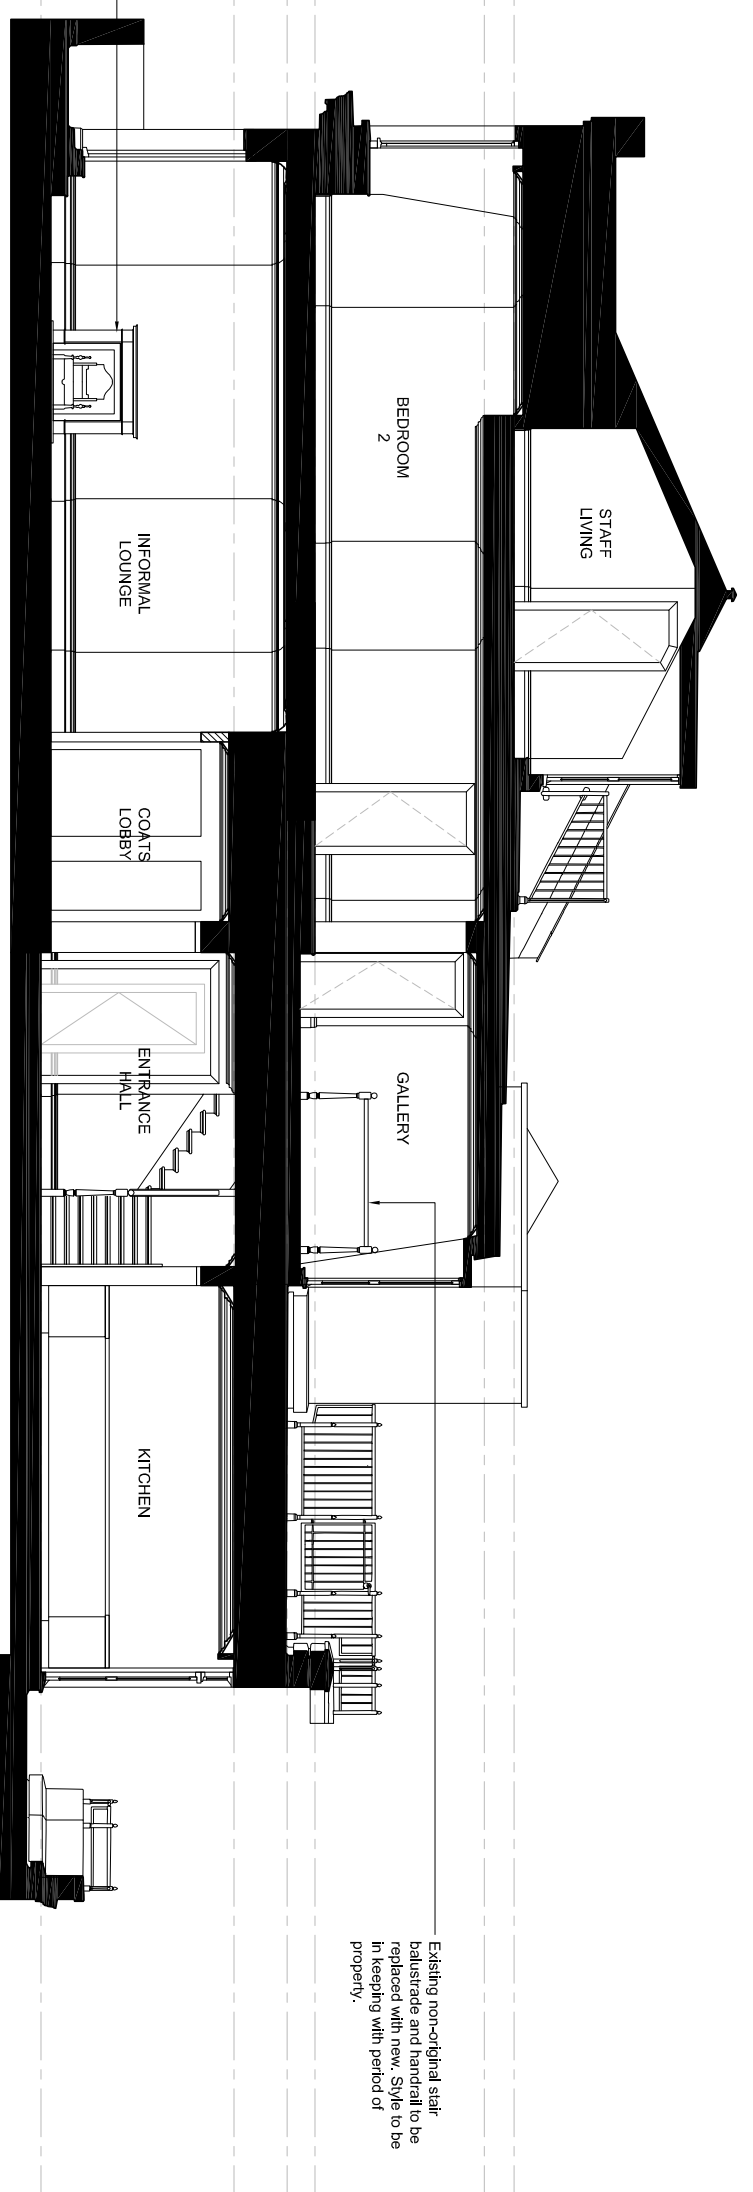 STAFF
LIVING
BEDROOM
2
GALLERY
INFORMAL
LOUNGE
COATS
LOBBY
ENTRANCE
HALL
KITCHEN
Existing non-original stair
balustrade and handrail to be
replaced with new. Style to be
in keeping with period of
property.